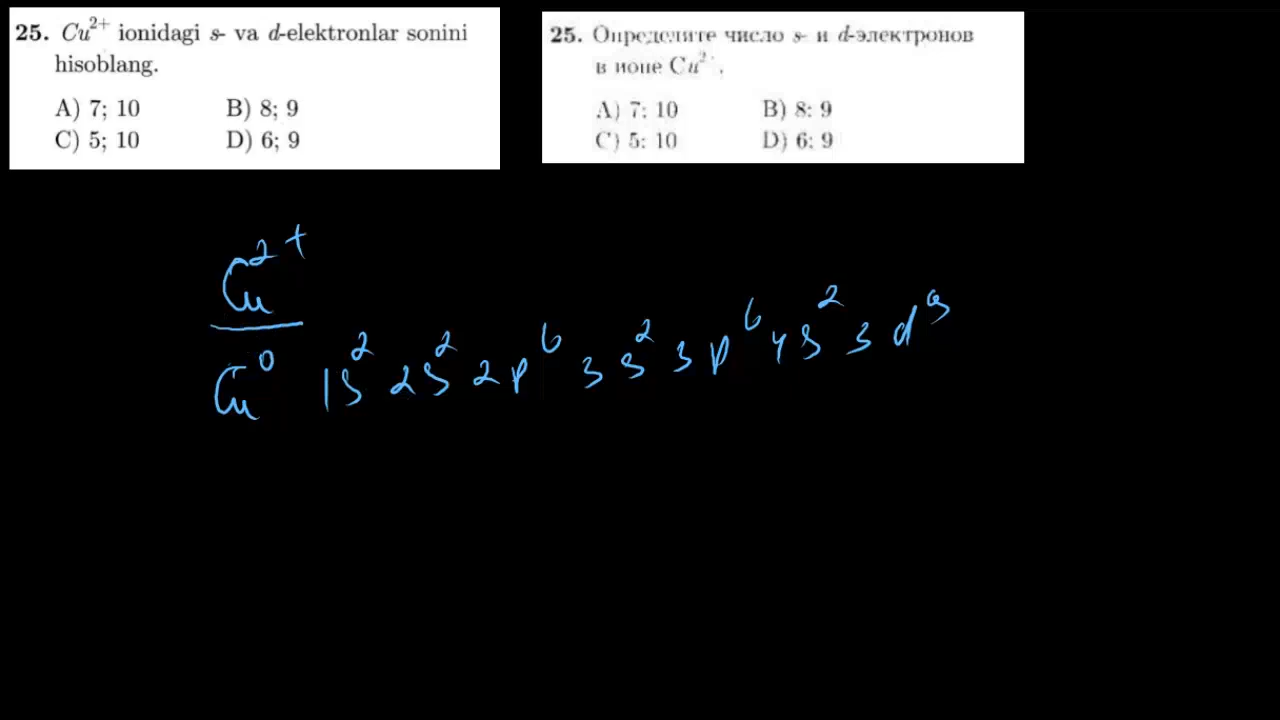 25. Cu²⁺ ionidagi s- va d-elektronlar sonini
hisoblang.
A) 7; 10 B) 8; 9
C) 5; 10 D) 6; 9
25. Определите число s- и d-электронов
в ионе Cu²⁺.
A) 7; 10 B) 8; 9
C) 5; 10 D) 6; 9
Cu²⁺
Cu⁰ 1s² 2s² 2p⁶ 3s² 3p⁶ 4s² 3d⁹